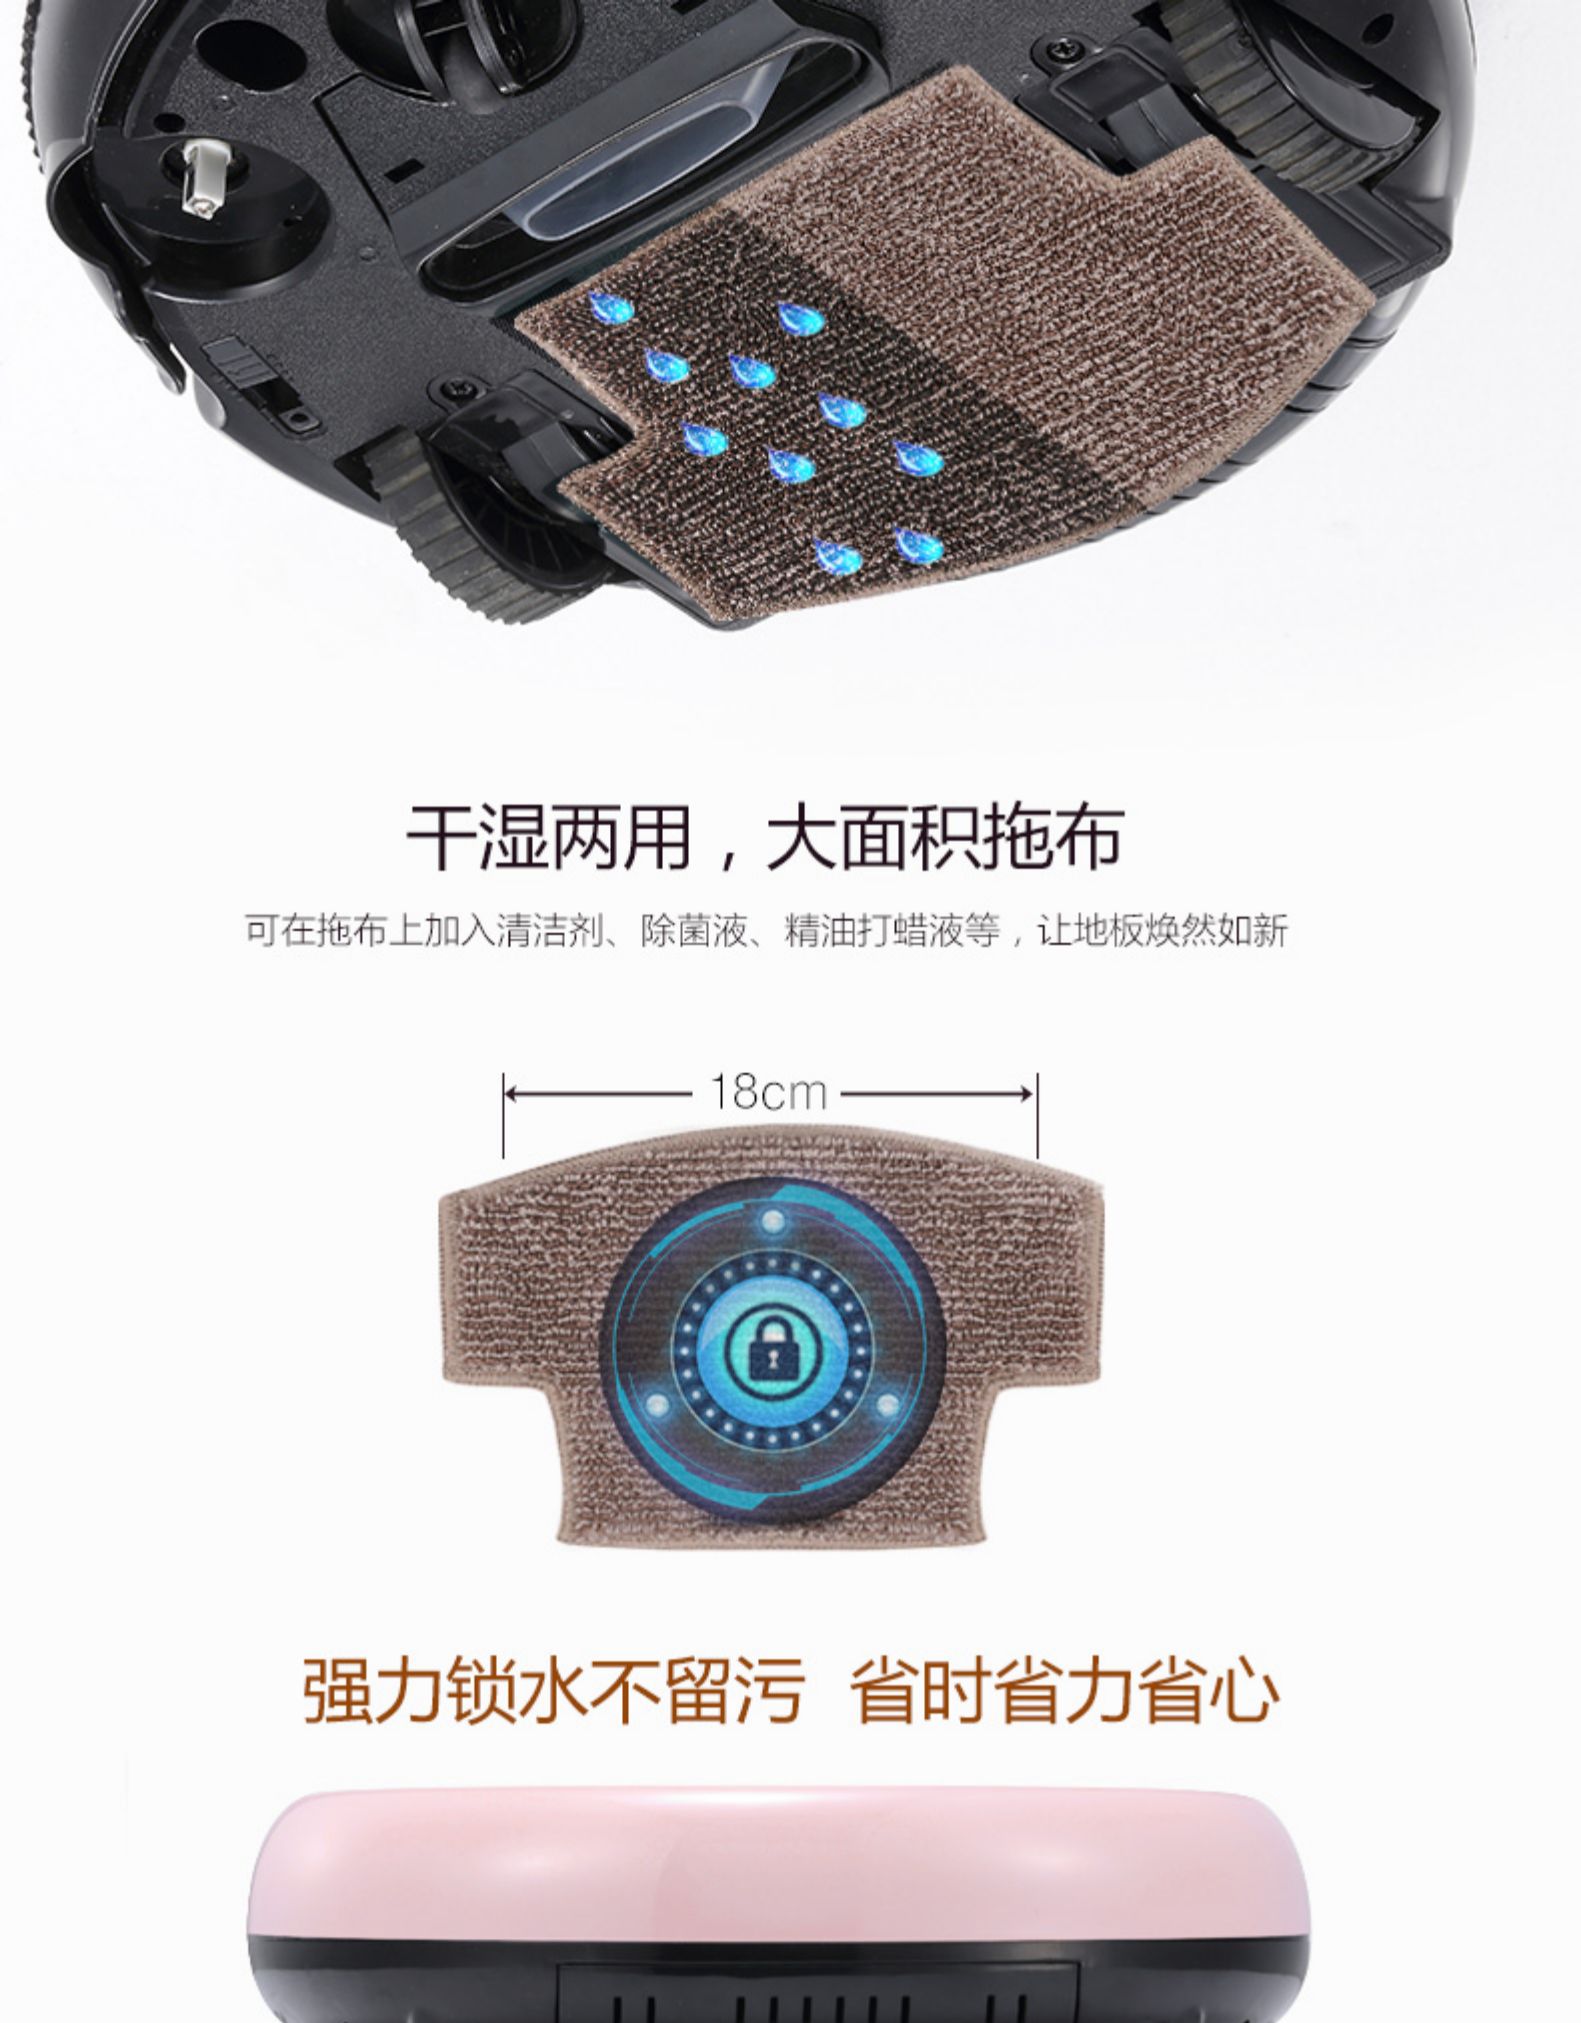 干湿两用，大面积拖布
可在拖布上加入清洁剂、除菌液、精油打蜡液等，让地板焕然如新
18cm
强力锁水不留污 省时省力省心